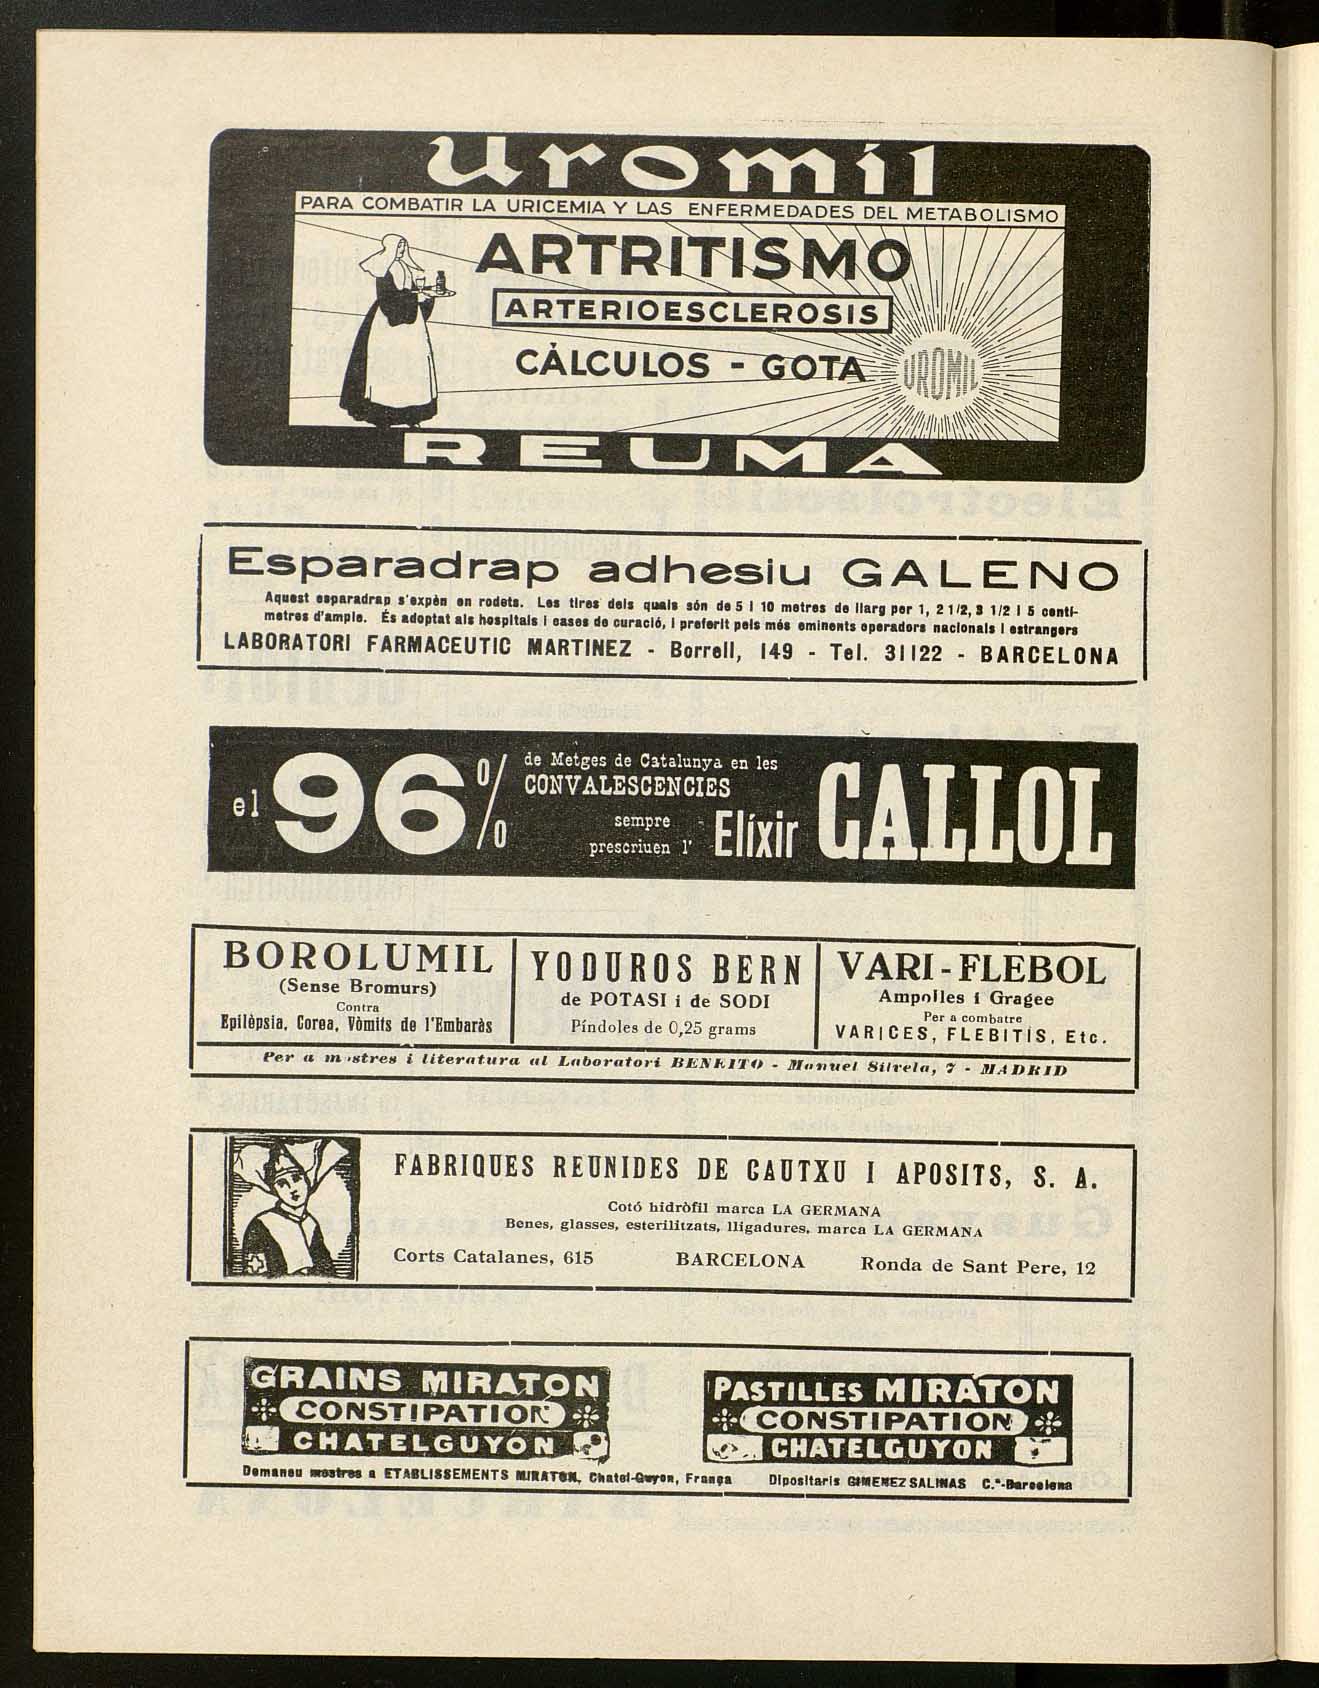 Uromil
PARA COMBATIR LA URICEMIA Y LAS ENFERMEDADES DEL METABOLISMO
ARTRITISMO
ARTERIOESCLEROSIS
CÀLCULOS - GOTA
UROMIL
REUMA
Esparadrap adhesiu GALENO
Aquest esparadrap s'expèn en rodets. Les tires dels quals són de 5 i 10 metres de llarg per 1, 2 1/2, 3 1/2 i 5 centí-
metres d'ample. És adoptat als hospitals i cases de curació, i preferit pels més eminents operadors nacionals i estrangers
LABORATORI FARMACEUTIC MARTINEZ - Borrell, 149 - Tel. 31122 - BARCELONA
el 96 %
de Metges de Catalunya en les
CONVALESCENCIES
sempre
prescriuen l' Elíxir CALLOL
BOROLUMIL
(Sense Bromurs)
Contra
Epilèpsia, Corea, Vòmits de l'Embaràs
YODUROS BERN
de POTASI i de SODI
Píndoles de 0,25 grams
VARI-FLEBOL
Ampolles i Gragee
Per a combatre
VARICES, FLEBITIS, Etc.
Per a mostres i literatura al Laboratori BENEITO - Manuel Silvela, 7 - MADRID
FABRIQUES REUNIDES DE CAUTXU I APOSITS, S. A.
Cotó hidròfil marca LA GERMANA
Benes, glasses, esterilitzats, lligadures, marca LA GERMANA
Corts Catalanes, 615 BARCELONA Ronda de Sant Pere, 12
GRAINS MIRATON
CONSTIPATION
CHATELGUYON
PASTILLES MIRATON
CONSTIPATION
CHATELGUYON
Demaneu mostres a ETABLISSEMENTS MIRATON, Chatel-Guyon, França Dipositaris GIMENEZ SALINAS C.ª-Barcelona